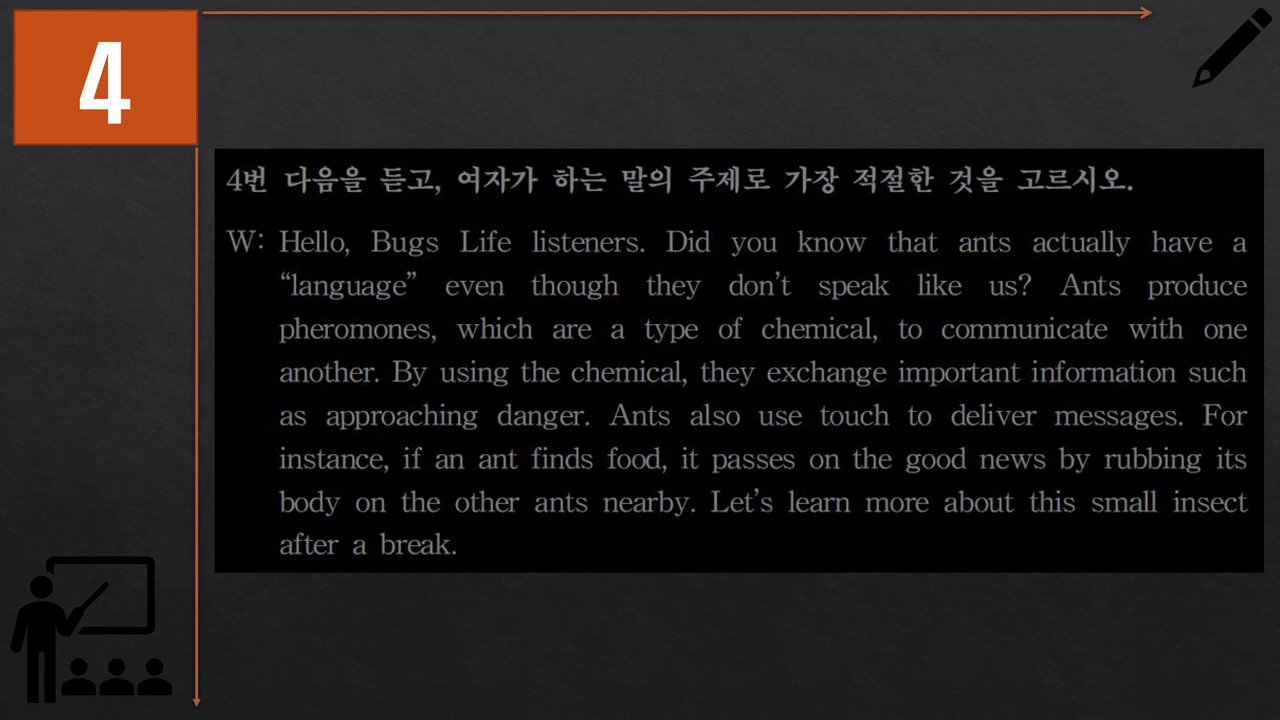 4
4번 다음을 듣고, 여자가 하는 말의 주제로 가장 적절한 것을 고르시오.
W: Hello, Bugs Life listeners. Did you know that ants actually have a
“language” even though they don’t speak like us? Ants produce
pheromones, which are a type of chemical, to communicate with one
another. By using the chemical, they exchange important information such
as approaching danger. Ants also use touch to deliver messages. For
instance, if an ant finds food, it passes on the good news by rubbing its
body on the other ants nearby. Let’s learn more about this small insect
after a break.